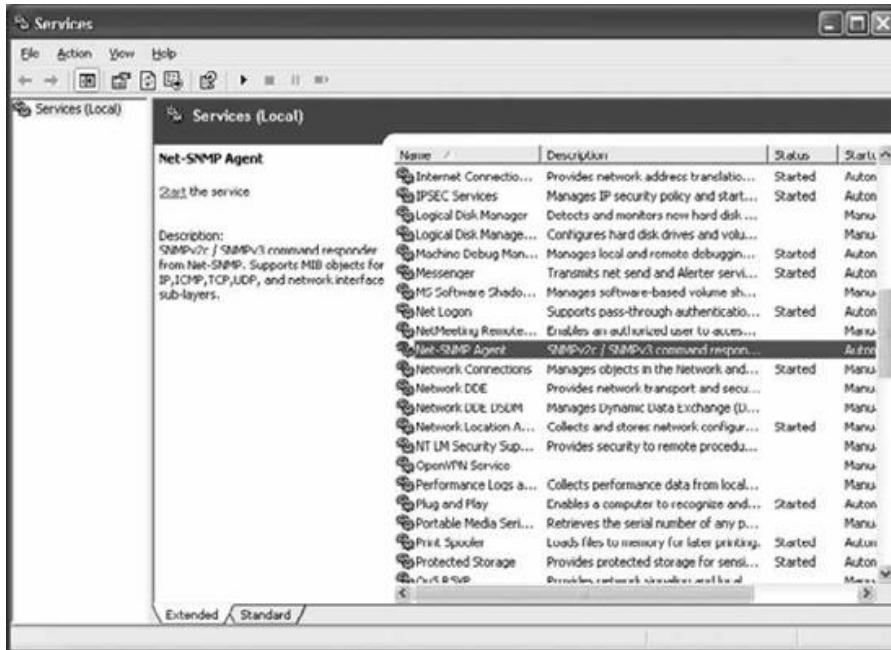 Services
File Action View Help
Services (Local)
Services (Local)
Net-SNMP Agent
Start the service
Description:
SNMPv2c / SNMPv3 command responder
from Net-SNMP. Supports MIB objects for
IP,ICMP,TCP,UDP, and network interface
sub-layers.
Name Description Status Startu
Internet Connectio... Provides network address translatio... Started Auton
IPSEC Services Manages IP security policy and start... Started Auton
Logical Disk Manager Detects and monitors new hard disk ... Manu
Logical Disk Manage... Configures hard disk drives and volu... Manu
Machine Debug Man... Manages local and remote debuggin... Started Auton
Messenger Transmits net send and Alerter servi... Started Auton
MS Software Shado... Manages software-based volume sh... Manu
Net Logon Supports pass-through authenticatio... Started Auton
NetMeeting Remote... Enables an authorized user to acces... Manu
Net-SNMP Agent SNMPv2c / SNMPv3 command respon... Auton
Network Connections Manages objects in the Network and... Started Manu
Network DDE Provides network transport and secu... Manu
Network DDE DSDM Manages Dynamic Data Exchange (D... Manu
Network Location A... Collects and stores network configur... Started Manu
NT LM Security Sup... Provides security to remote procedu... Manu
OpenVPN Service Manu
Performance Logs a... Collects performance data from local... Manu
Plug and Play Enables a computer to recognize and... Started Auton
Portable Media Seri... Retrieves the serial number of any p... Manu
Print Spooler Loads files to memory for later printing. Started Auton
Protected Storage Provides protected storage for sensi... Started Auton
QoS RSVP Provides network signaling and local Manu
Extended Standard